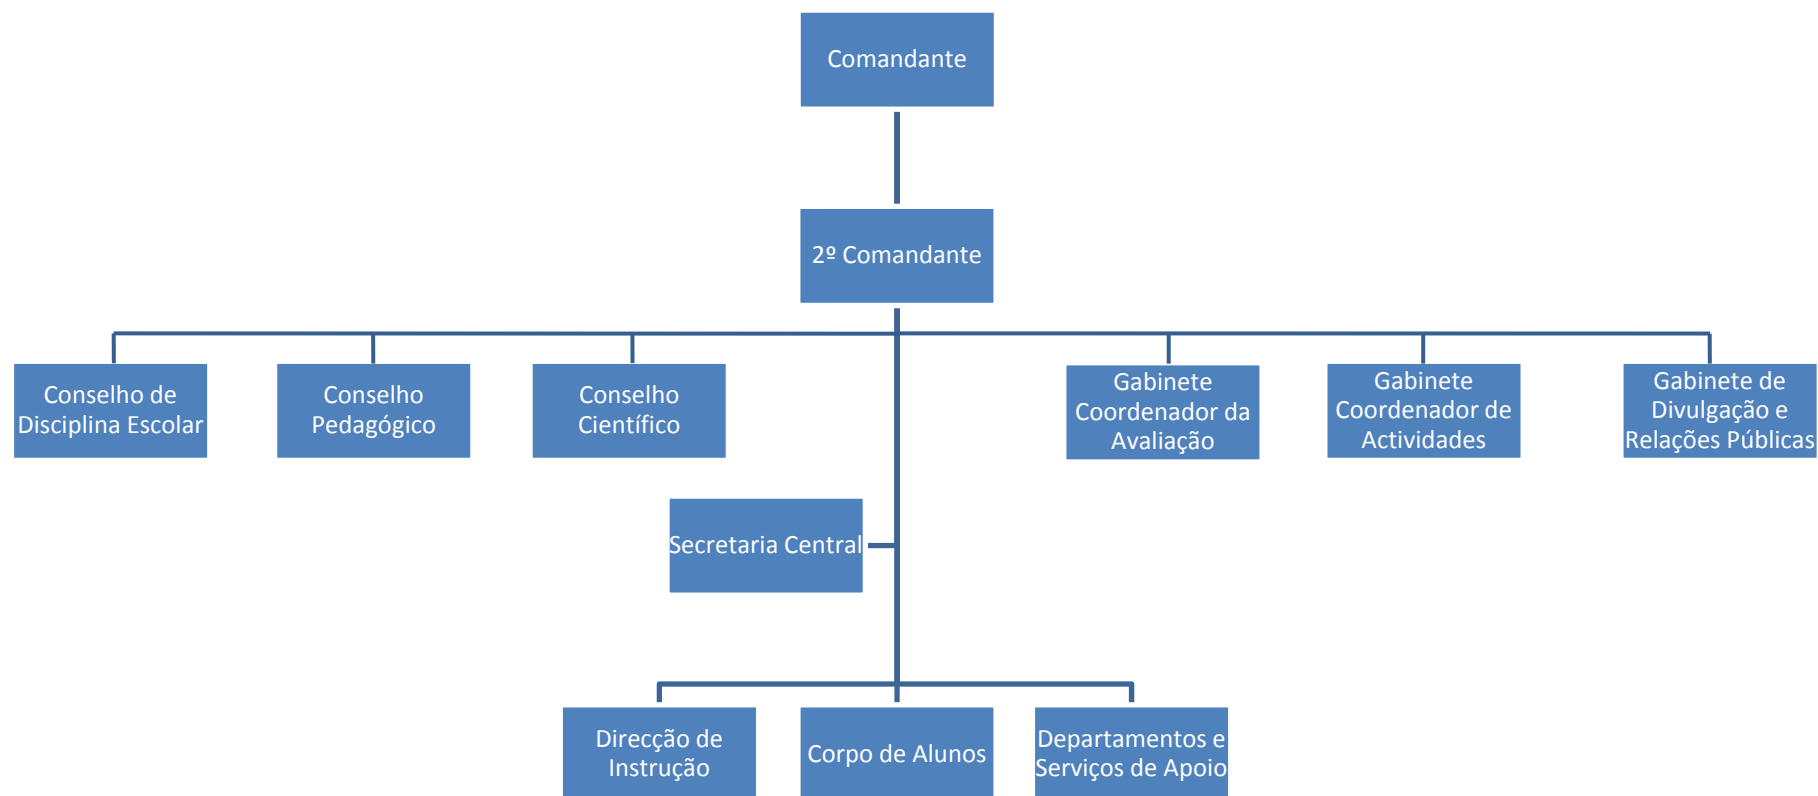 Comandante
2º Comandante
Conselho de
Disciplina Escolar
Conselho
Pedagógico
Conselho
Científico
Gabinete
Coordenador da
Avaliação
Gabinete
Coordenador de
Actividades
Gabinete de
Divulgação e
Relações Públicas
Secretaria Central
Direcção de
Instrução
Corpo de Alunos
Departamentos e
Serviços de Apoio